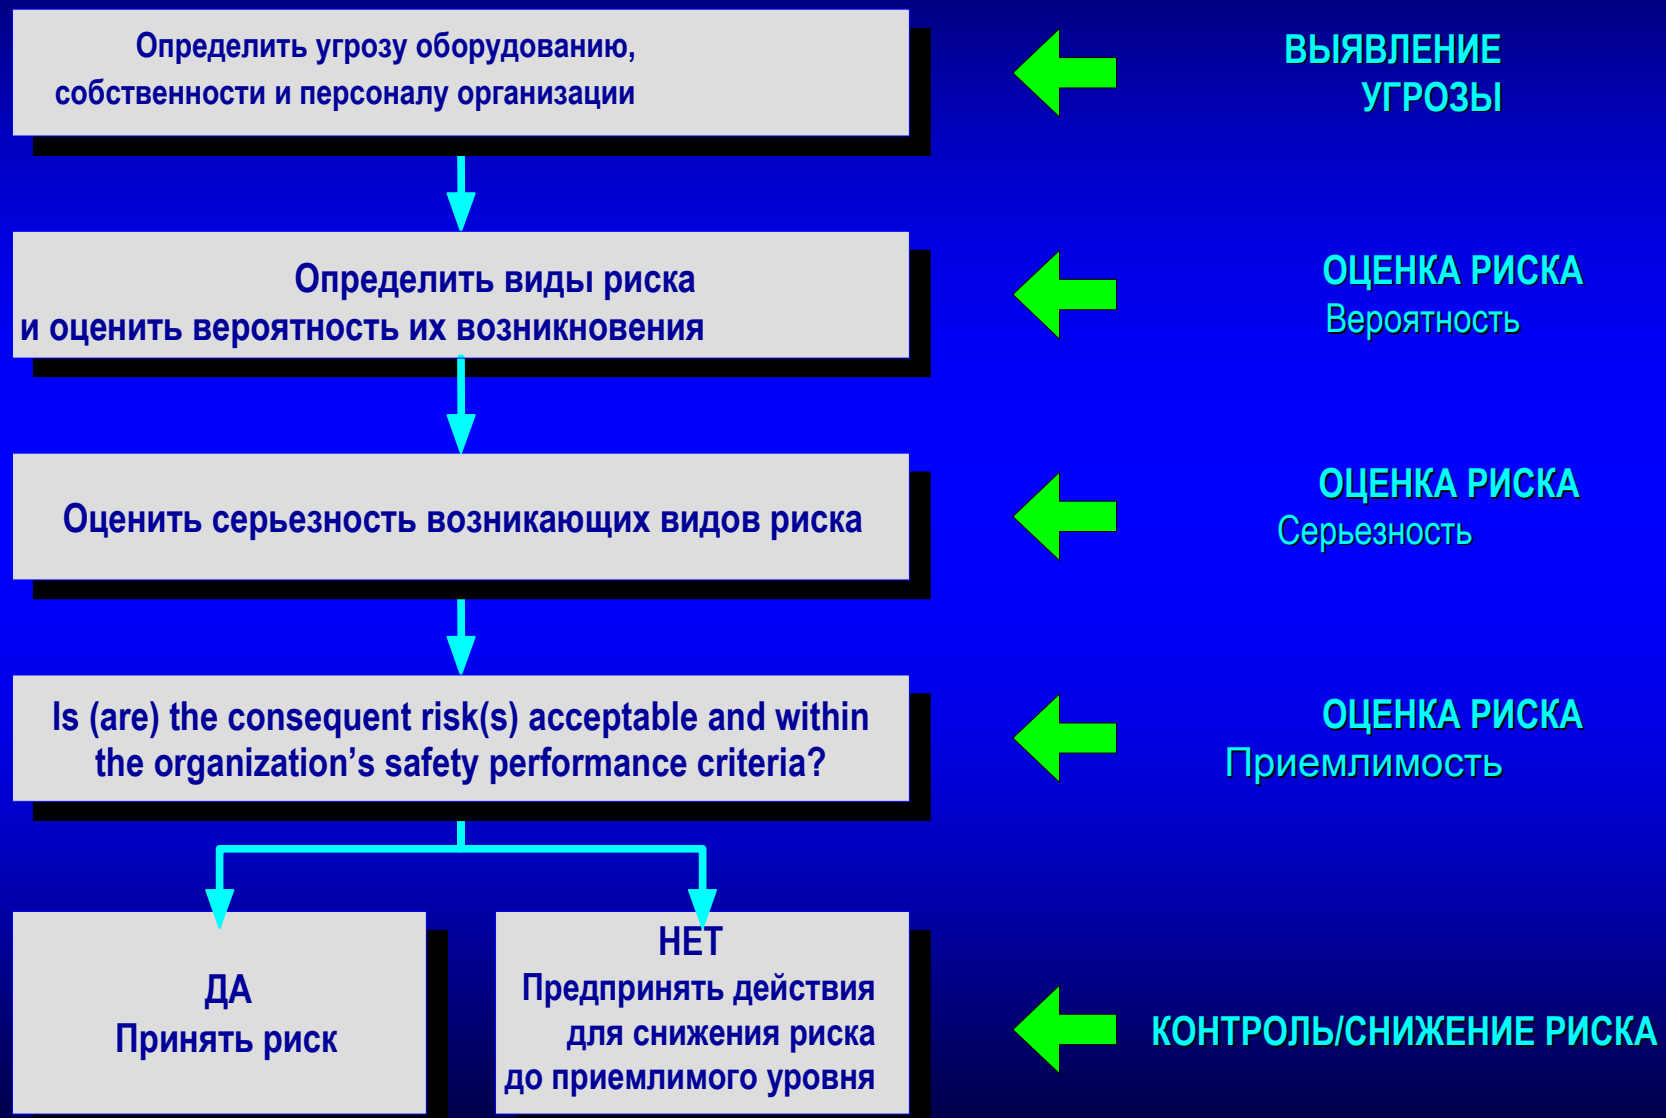 Определить угрозу оборудованию,
собственности и персоналу организации
ВЫЯВЛЕНИЕ
УГРОЗЫ
Определить виды риска
и оценить вероятность их возникновения
ОЦЕНКА РИСКА
Вероятность
Оценить серьезность возникающих видов риска
ОЦЕНКА РИСКА
Серьезность
Is (are) the consequent risk(s) acceptable and within
the organization’s safety performance criteria?
ОЦЕНКА РИСКА
Приемлимость
ДА
Принять риск
НЕТ
Предпринять действия
для снижения риска
до приемлимого уровня
КОНТРОЛЬ/СНИЖЕНИЕ РИСКА